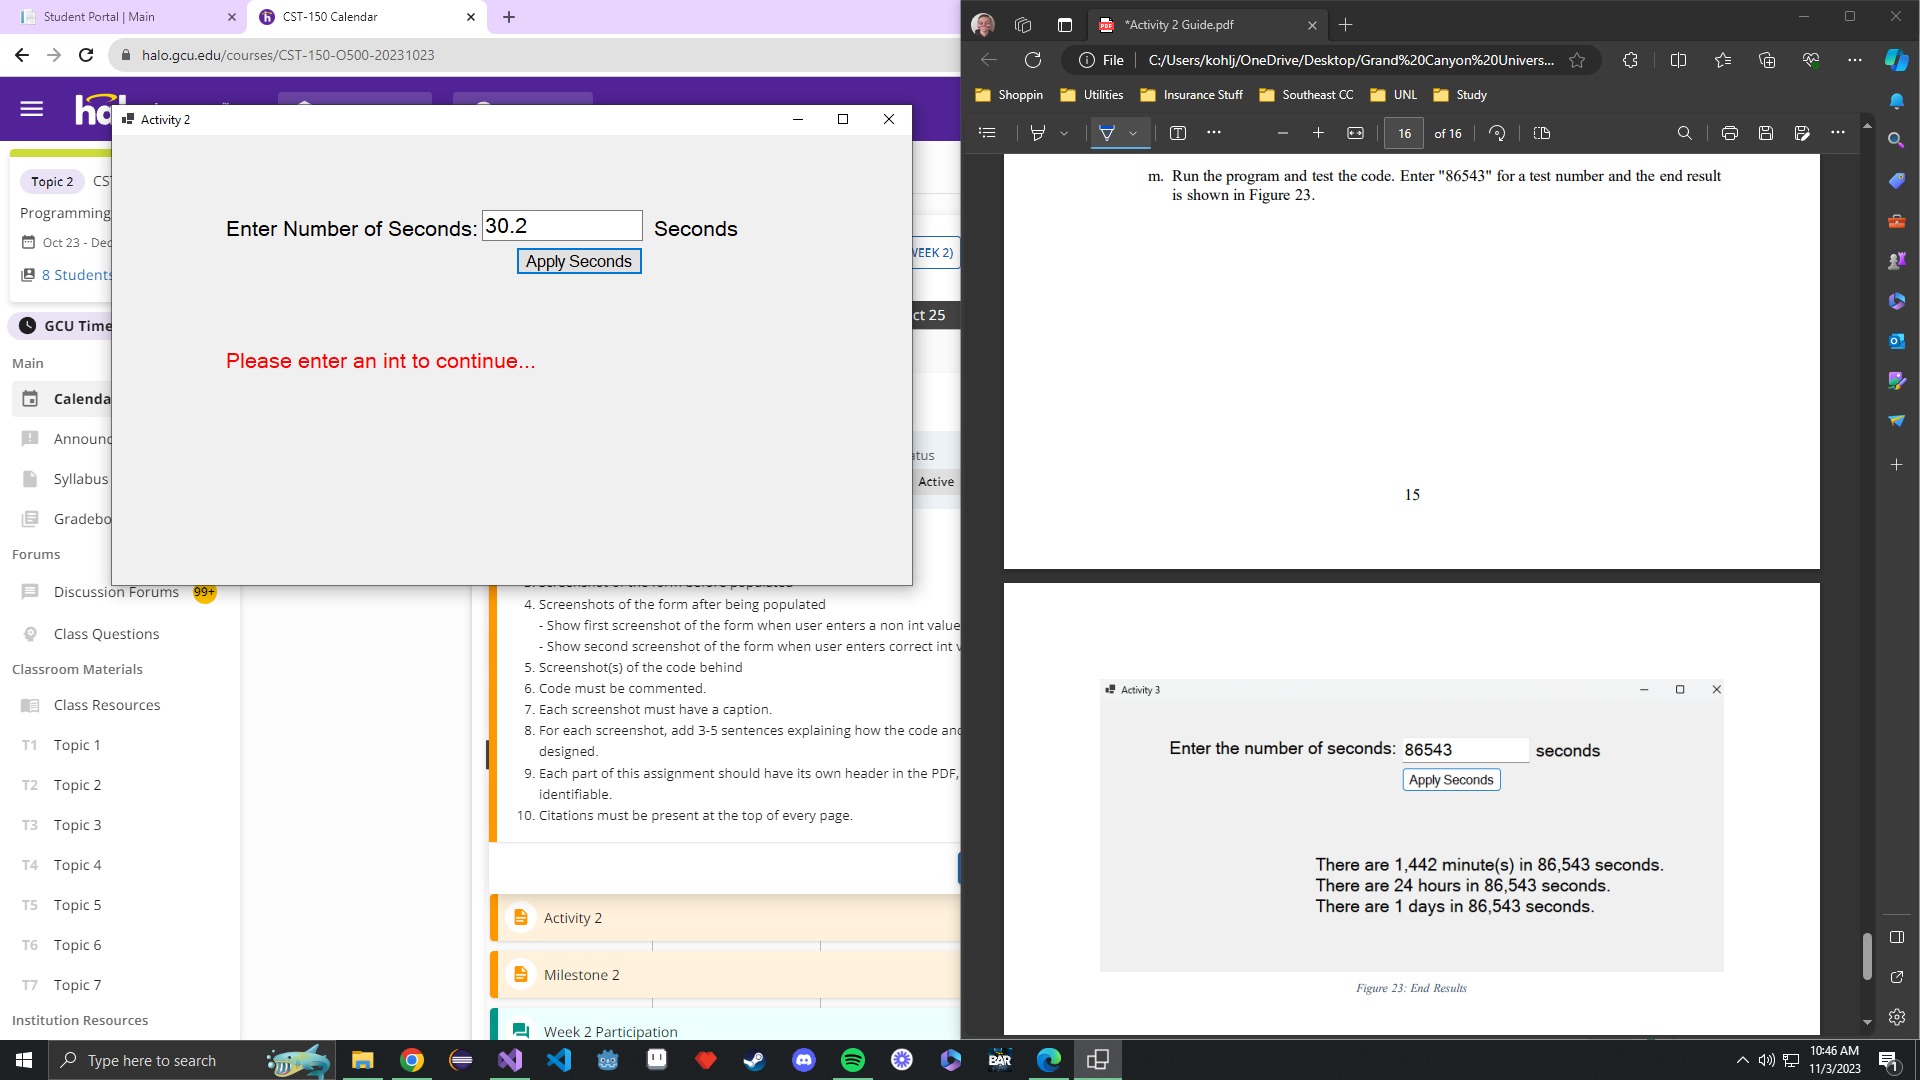 Student Portal | Main
CST-150 Calendar
halo.gcu.edu/courses/CST-150-O500-20231023
Topic 2
Programming
Oct 23 - Dec
8 Students
GCU Time
Main
Calenda
Announc
Syllabus
Gradebo
Forums
Discussion Forums
99+
Class Questions
Classroom Materials
Class Resources
T1 Topic 1
T2 Topic 2
T3 Topic 3
T4 Topic 4
T5 Topic 5
T6 Topic 6
T7 Topic 7
Institution Resources
Activity 2
Enter Number of Seconds: 30.2 Seconds
Apply Seconds
Please enter an int to continue...
WEEK 2)
ct 25
atus
Active
4. Screenshots of the form after being populated
- Show first screenshot of the form when user enters a non int value
- Show second screenshot of the form when user enters correct int v
5. Screenshot(s) of the code behind
6. Code must be commented.
7. Each screenshot must have a caption.
8. For each screenshot, add 3-5 sentences explaining how the code and
designed.
9. Each part of this assignment should have its own header in the PDF,
identifiable.
10. Citations must be present at the top of every page.
Activity 2
Milestone 2
Week 2 Participation
*Activity 2 Guide.pdf
File C:/Users/kohlj/OneDrive/Desktop/Grand%20Canyon%20Univers...
Shoppin
Utilities
Insurance Stuff
Southeast CC
UNL
Study
16 of 16
m. Run the program and test the code. Enter "86543" for a test number and the end result
is shown in Figure 23.
15
Activity 3
Enter the number of seconds: 86543 seconds
Apply Seconds
There are 1,442 minute(s) in 86,543 seconds.
There are 24 hours in 86,543 seconds.
There are 1 days in 86,543 seconds.
Figure 23: End Results
Type here to search
BAR
10:46 AM
11/3/2023
1